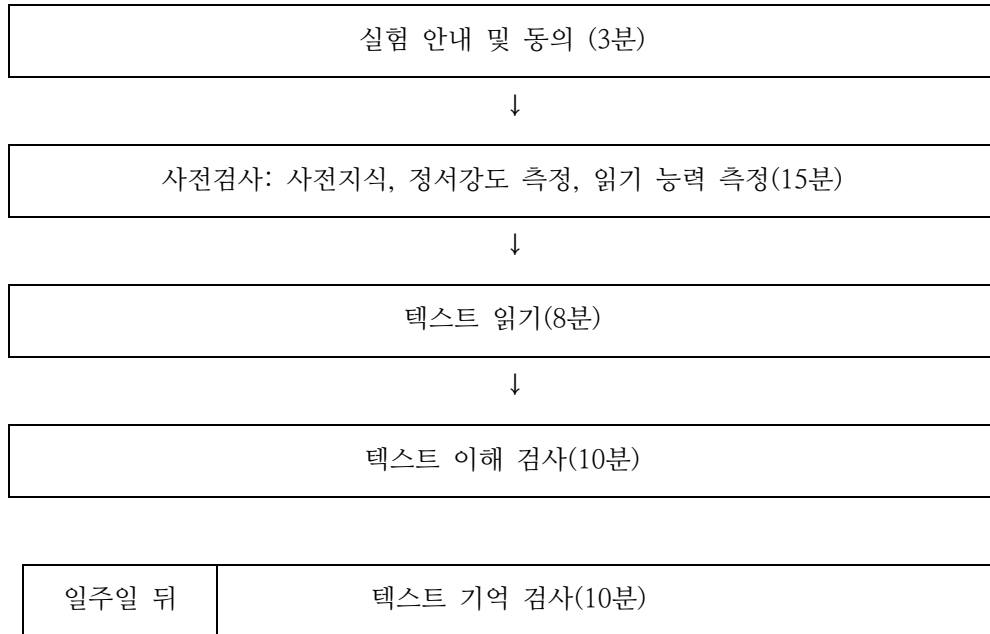 실험 안내 및 동의 (3분)
↓
사전검사: 사전지식, 정서강도 측정, 읽기 능력 측정(15분)
↓
텍스트 읽기(8분)
↓
텍스트 이해 검사(10분)
일주일 뒤 텍스트 기억 검사(10분)